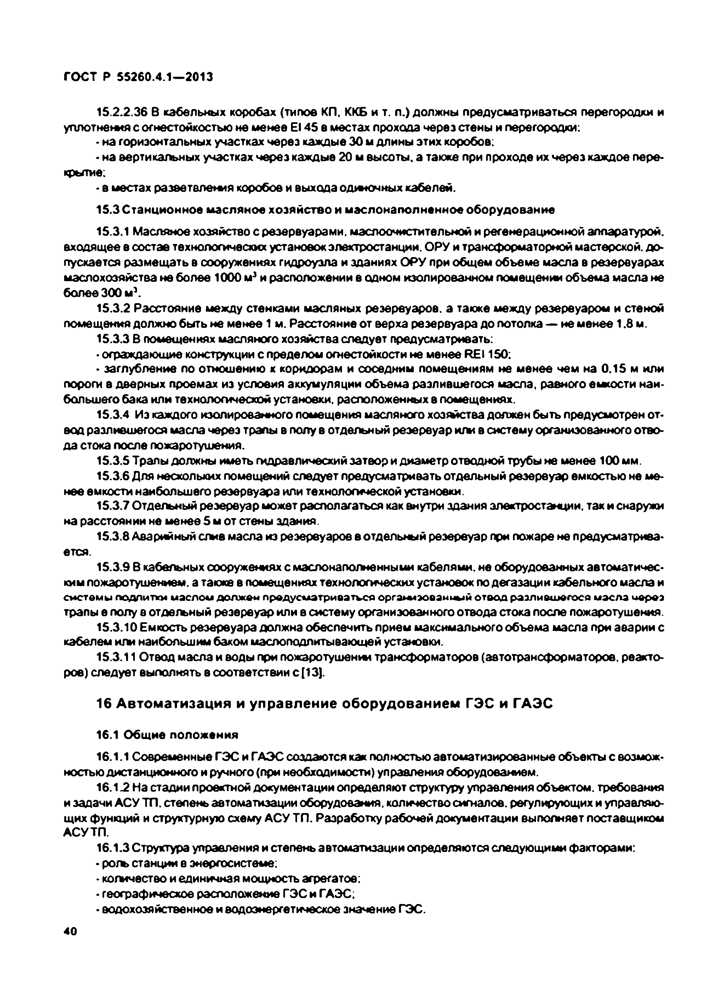 ГОСТ Р 55260.4.1—2013
15.2.2.36 В кабельных коробах (типов КП, ККБ и т. п.) должны предусматриваться перегородки и
уплотнения с огнестойкостью не менее EI 45 в местах прохода через стены и перегородки:
- на горизонтальных участках через каждые 30 м длины этих коробов;
- на вертикальных участках через каждые 20 м высоты, а также при проходе их через каждое пере-
крытие;
- в местах разветвления коробов и выхода одиночных кабелей.
15.3 Станционное масляное хозяйство и маслонаполненное оборудование
15.3.1 Масляное хозяйство с резервуарами, маслоочистительной и регенерационной аппаратурой,
входящее в состав технологических установок электростанции, ОРУ и трансформаторной мастерской, до-
пускается размещать в сооружениях гидроузла и зданиях ОРУ при общем объеме масла в резервуарах
маслохозяйства не более 1000 м³ и расположении в одном изолированном помещении объема масла не
более 300 м³.
15.3.2 Расстояние между стенками масляных резервуаров, а также между резервуаром и стеной
помещения должно быть не менее 1 м. Расстояние от верха резервуара до потолка — не менее 1,8 м.
15.3.3 В помещениях масляного хозяйства следует предусматривать:
- ограждающие конструкции с пределом огнестойкости не менее REI 150;
- заглубление по отношению к коридорам и соседним помещениям не менее чем на 0,15 м или
пороги в дверных проемах из условия аккумуляции объема разлившегося масла, равного емкости наи-
большего бака или технологической установки, расположенных в помещениях.
15.3.4 Из каждого изолированного помещения масляного хозяйства должен быть предусмотрен от-
вод разлившегося масла через трапы в полу в отдельный резервуар или в систему организованного отво-
да стока после пожаротушения.
15.3.5 Трапы должны иметь гидравлический затвор и диаметр отводной трубы не менее 100 мм.
15.3.6 Для нескольких помещений следует предусматривать отдельный резервуар емкостью не ме-
нее емкости наибольшего резервуара или технологической установки.
15.3.7 Отдельный резервуар может располагаться как внутри здания электростанции, так и снаружи
на расстоянии не менее 5 м от стены здания.
15.3.8 Аварийный слив масла из резервуаров в отдельный резервуар при пожаре не предусматрива-
ется.
15.3.9 В кабельных сооружениях с маслонаполненными кабелями, не оборудованных автоматичес-
ким пожаротушением, а также в помещениях технологических установок по дегазации кабельного масла и
системы подпитки маслом должен предусматриваться организованный отвод разлившегося масла через
трапы в полу в отдельный резервуар или в систему организованного отвода стока после пожаротушения.
15.3.10 Емкость резервуара должна обеспечить прием максимального объема масла при аварии с
кабелем или наибольшим баком маслоподпитывающей установки.
15.3.11 Отвод масла и воды при пожаротушении трансформаторов (автотрансформаторов, реакто-
ров) следует выполнять в соответствии с [13].
16 Автоматизация и управление оборудованием ГЭС и ГАЭС
16.1 Общие положения
16.1.1 Современные ГЭС и ГАЭС создаются как полностью автоматизированные объекты с возмож-
ностью дистанционного и ручного (при необходимости) управления оборудованием.
16.1.2 На стадии проектной документации определяют структуру управления объектом, требования
и задачи АСУ ТП, степень автоматизации оборудования, количество сигналов, регулирующих и управляю-
щих функций и структурную схему АСУ ТП. Разработку рабочей документации выполняет поставщиком
АСУ ТП.
16.1.3 Структура управления и степень автоматизации определяются следующими факторами:
- роль станции в энергосистеме;
- количество и единичная мощность агрегатов;
- географическое расположение ГЭС и ГАЭС;
- водохозяйственное и водоэнергетическое значение ГЭС.
40